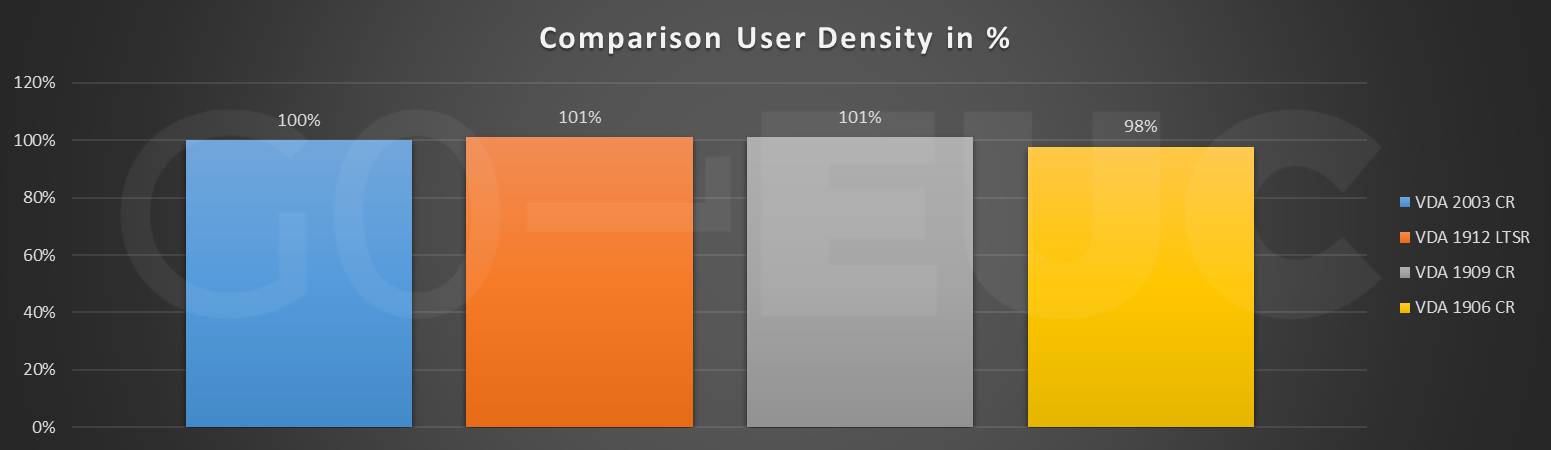 Comparison User Density in %
120%
100%
80%
60%
40%
20%
0%
100%
101%
101%
98%
VDA 2003 CR
VDA 1912 LTSR
VDA 1909 CR
VDA 1906 CR
GO-EUC